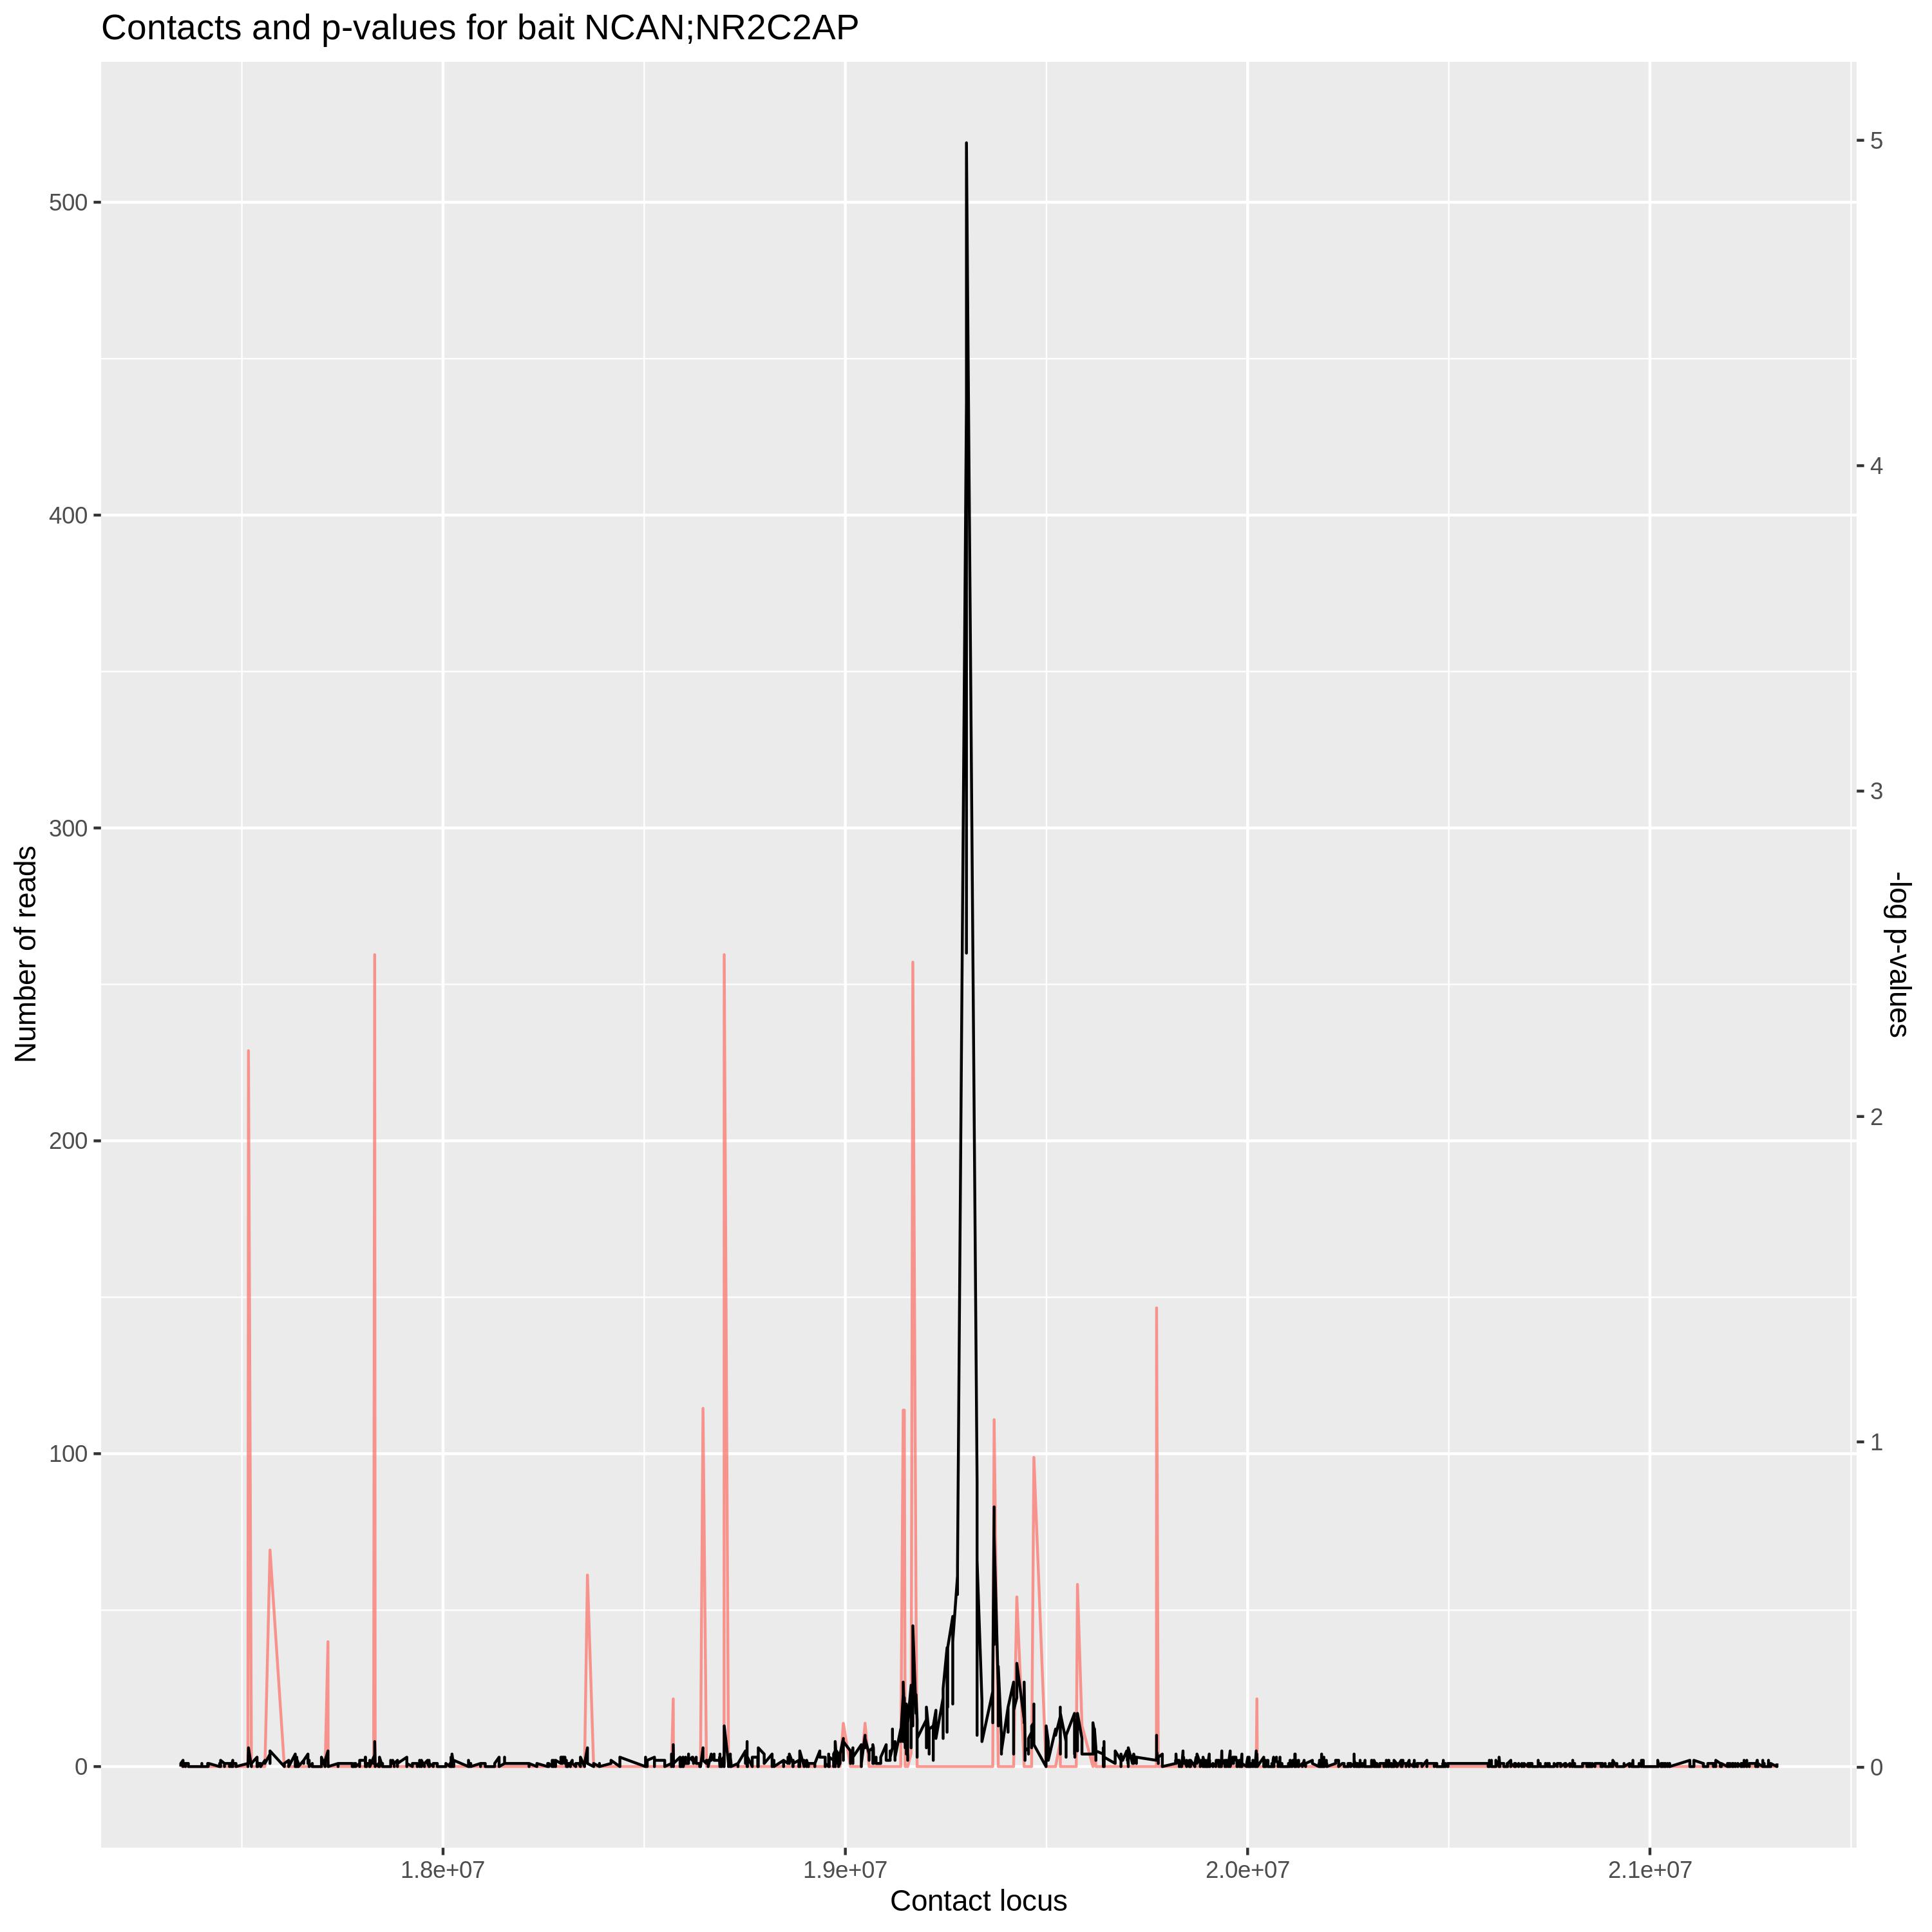 Contacts and p-values for bait NCAN;NR2C2AP
Number of reads
500
400
300
200
100
0
5
4
3
2
1
0
-log p-values
1.8e+07
1.9e+07
2.0e+07
2.1e+07
Contact locus